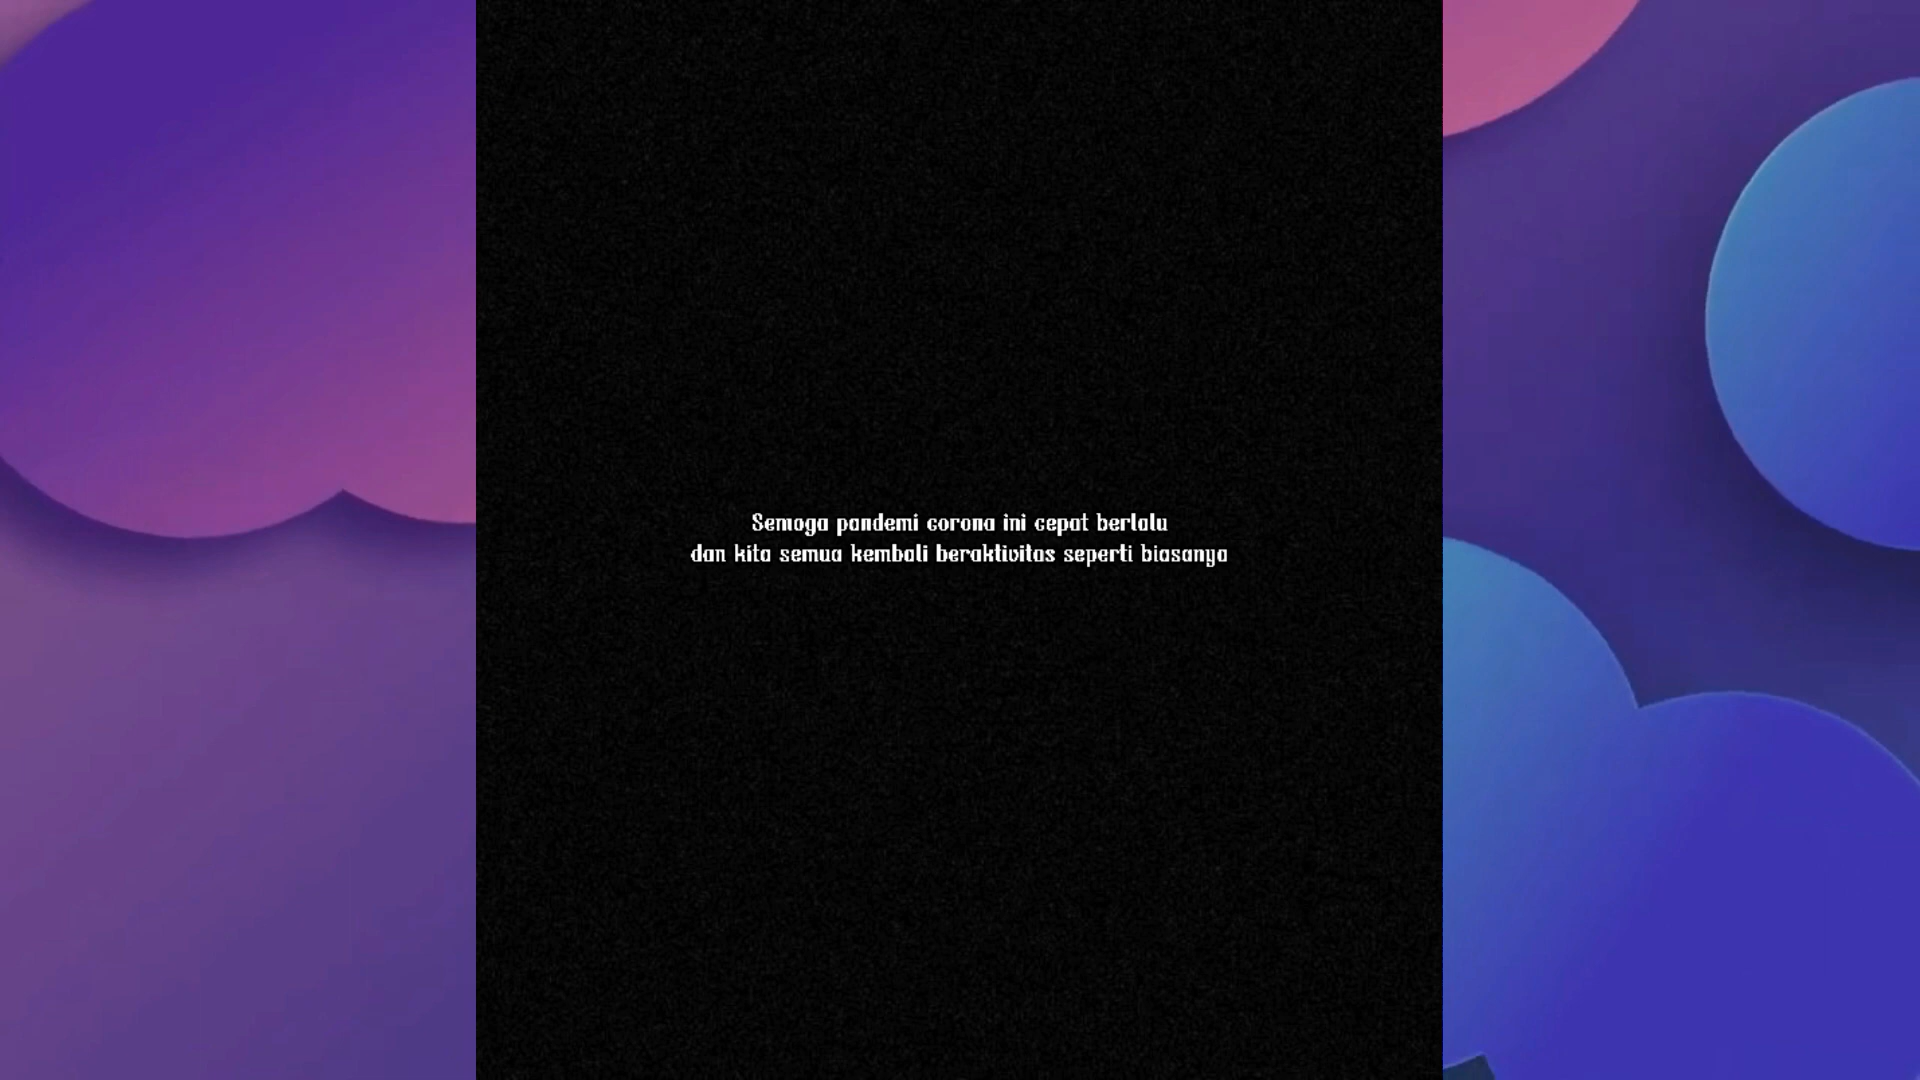 Semoga pandemi corona ini cepat berlalu
dan kita semua kembali beraktivitas seperti biasanya